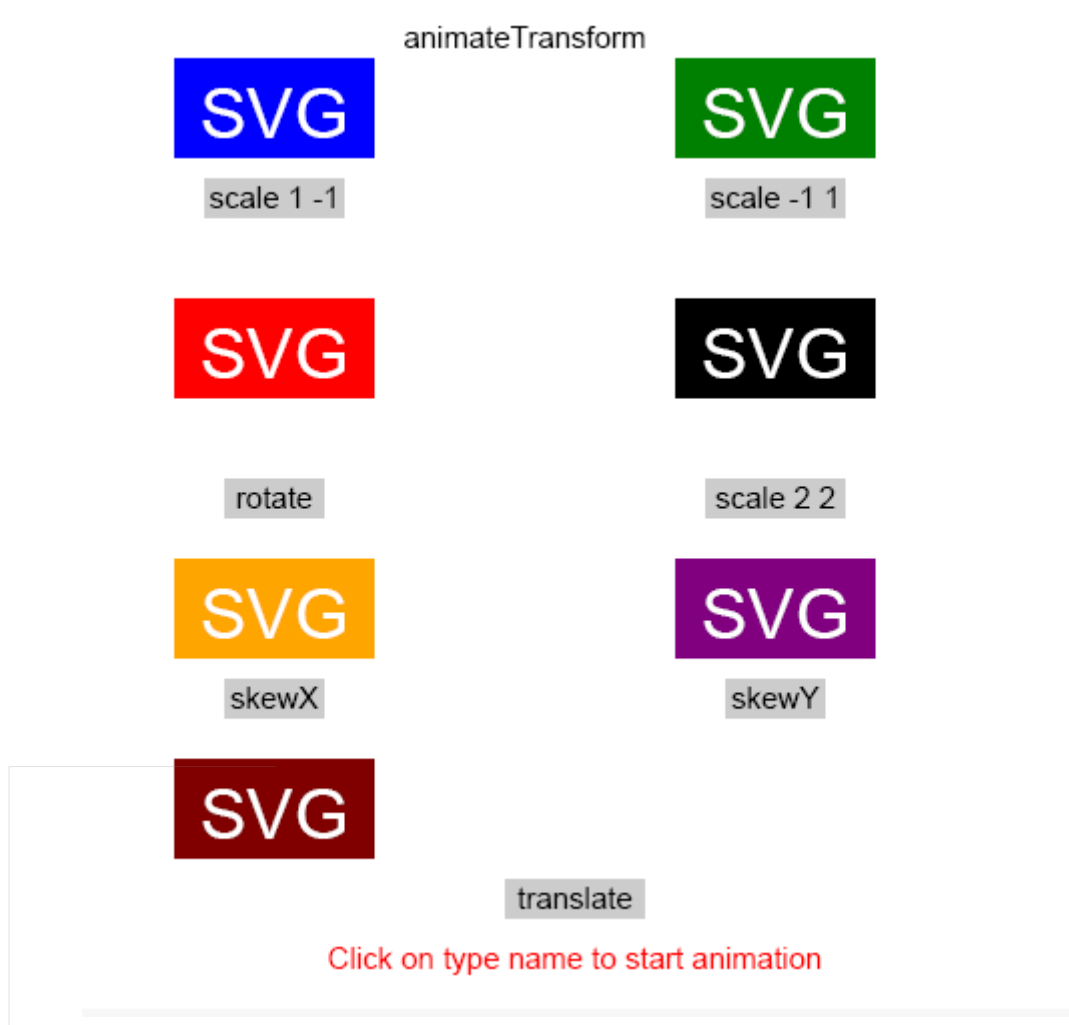 animateTransform
SVG SVG
scale 1 -1 scale -1 1
SVG SVG
rotate scale 2 2
SVG SVG
skewX skewY
SVG
translate
Click on type name to start animation